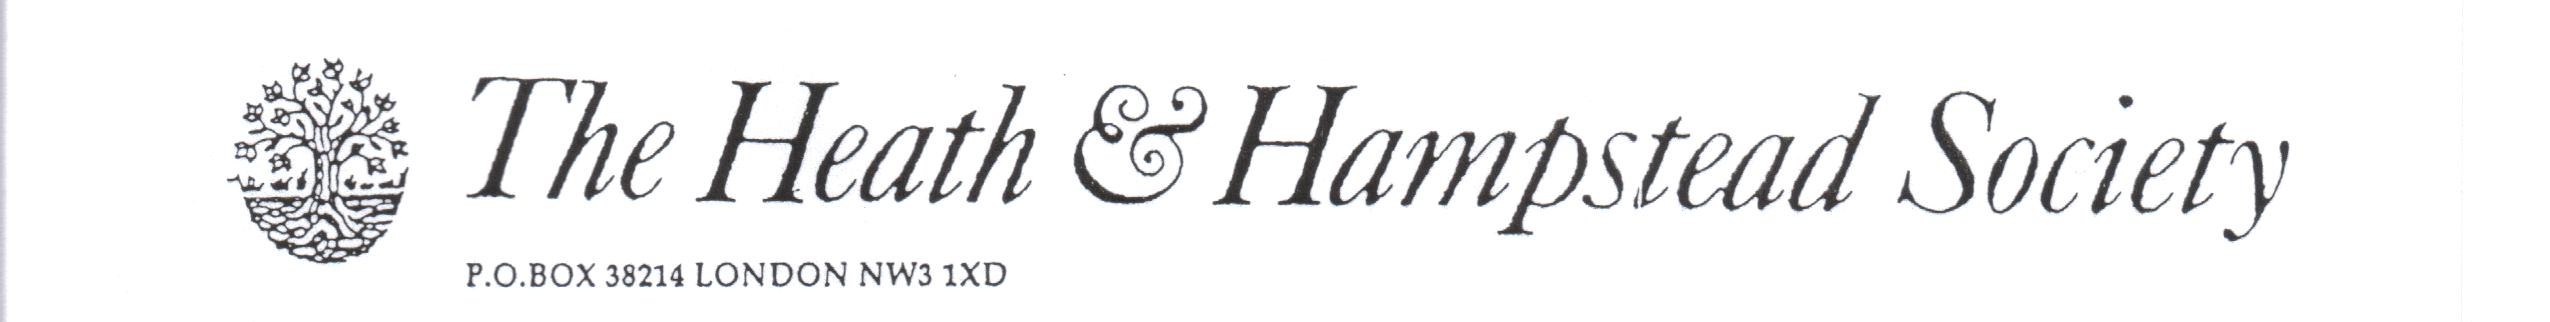 The Heath & Hampstead Society
P.O.BOX 38214 LONDON NW3 1XD